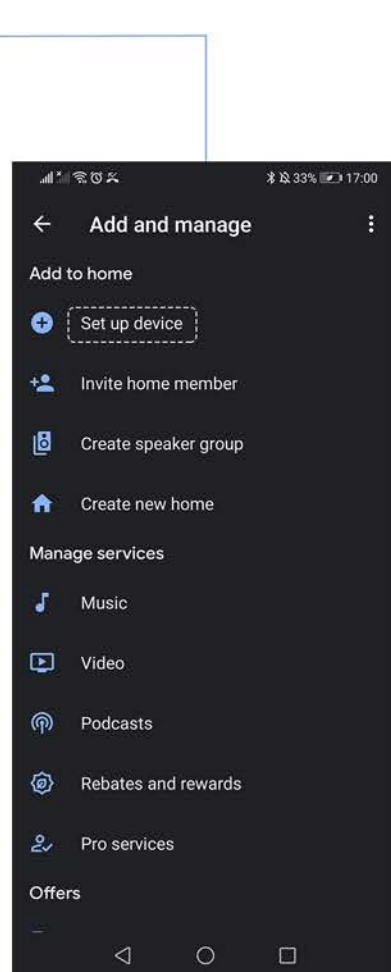 33% 17:00
Add and manage
Add to home
Set up device
Invite home member
Create speaker group
Create new home
Manage services
Music
Video
Podcasts
Rebates and rewards
Pro services
Offers